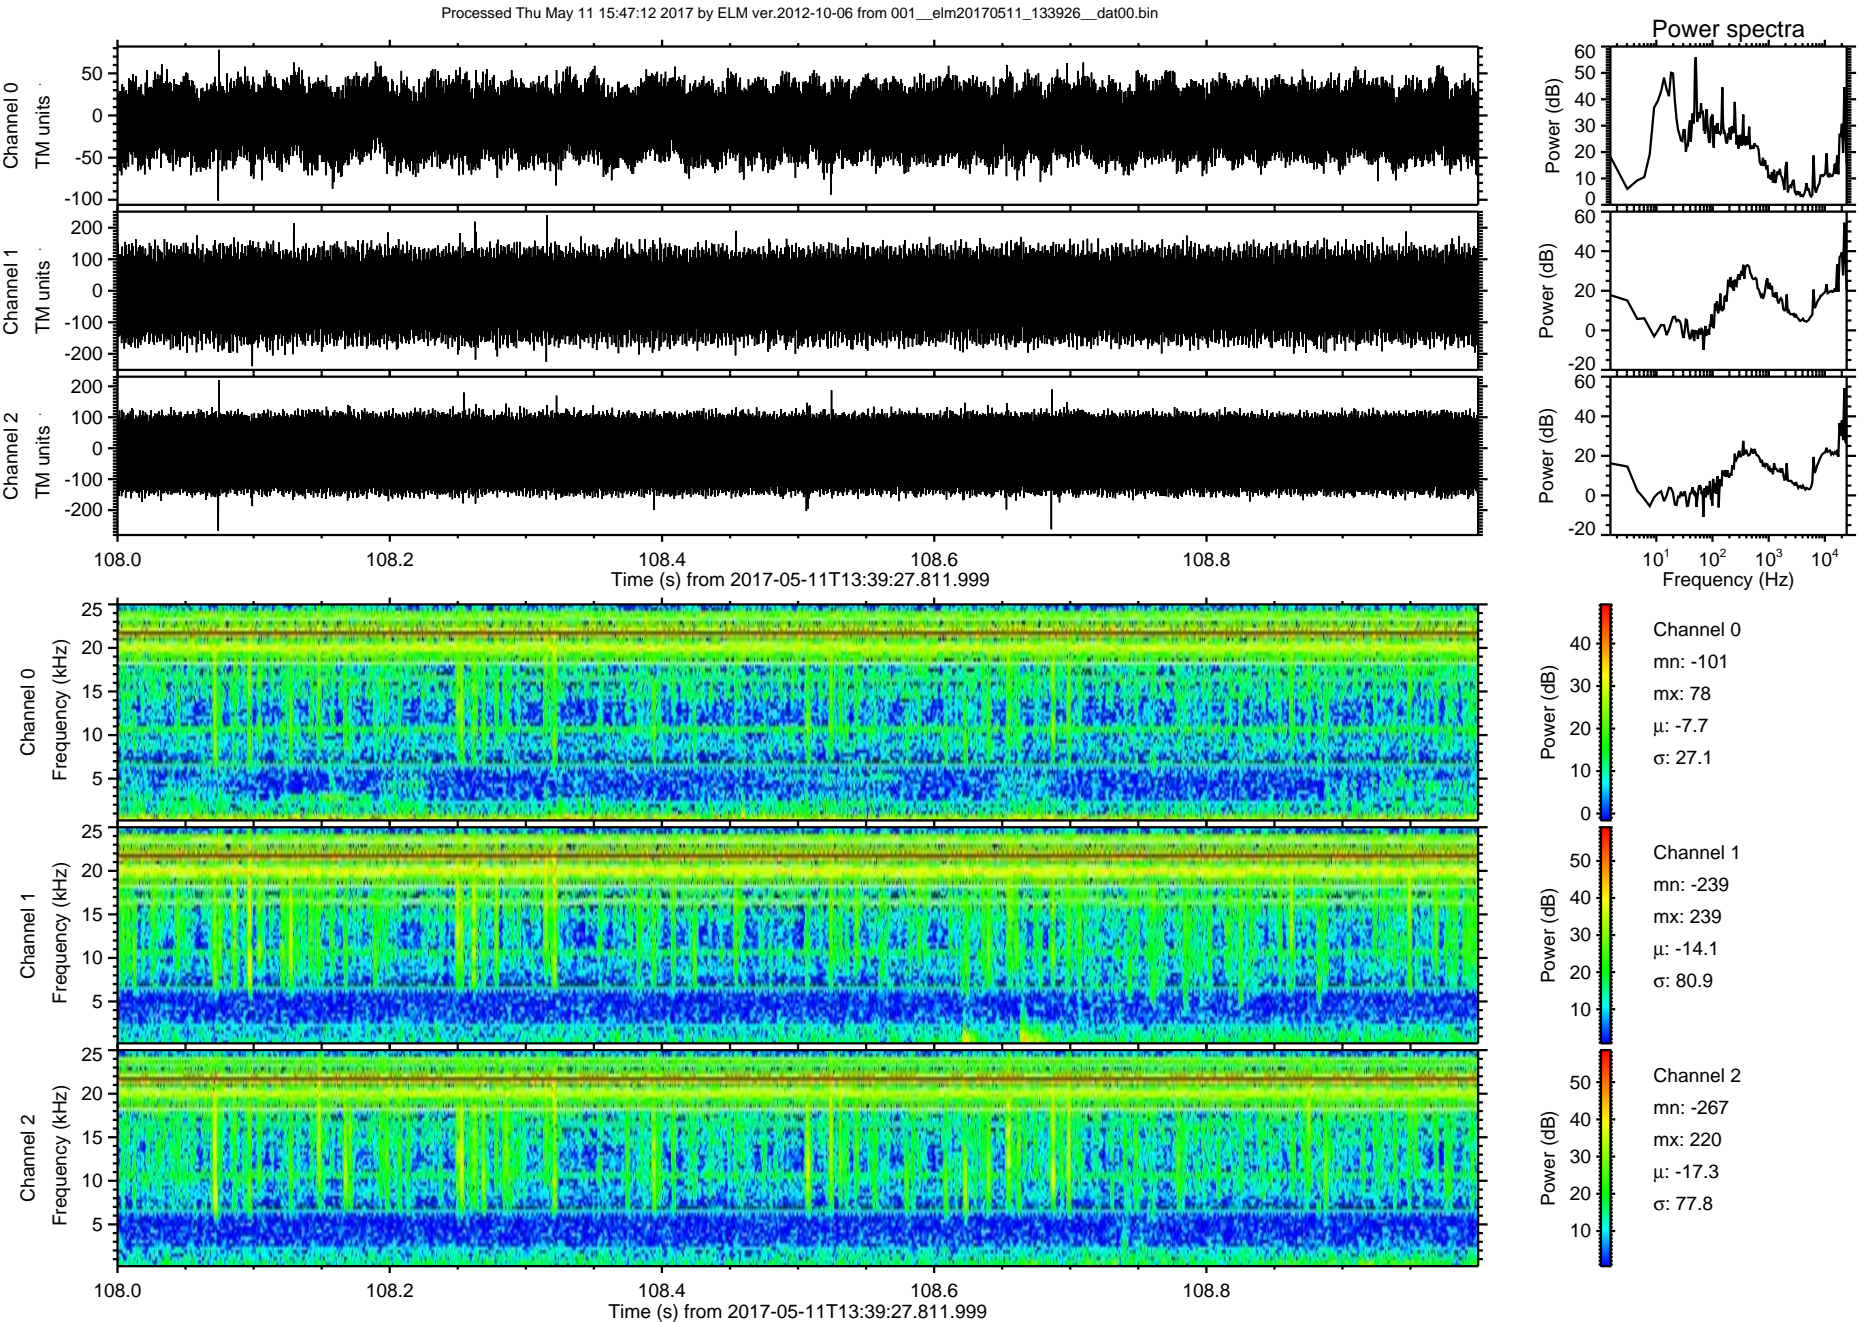 Processed Thu May 11 15:47:12 2017 by ELM ver.2012-10-06 from 001__elm20170511_133926__dat00.bin
Power spectra
Channel 0
TM units
50
0
-50
-100
Power (dB)
60
50
40
30
20
10
0
Channel 1
TM units
200
100
0
-100
-200
Power (dB)
60
40
20
0
-20
Channel 2
TM units
200
100
0
-100
-200
Power (dB)
60
40
20
0
-20
108.0 108.2 108.4 108.6 108.8
Time (s) from 2017-05-11T13:39:27.811.999
10¹ 10² 10³ 10⁴
Frequency (Hz)
Channel 0
Frequency (kHz)
25
20
15
10
5
Power (dB)
40
30
20
10
0
Channel 0
mn: -101
mx: 78
μ: -7.7
σ: 27.1
Channel 1
Frequency (kHz)
25
20
15
10
5
Power (dB)
50
40
30
20
10
Channel 1
mn: -239
mx: 239
μ: -14.1
σ: 80.9
Channel 2
Frequency (kHz)
25
20
15
10
5
Power (dB)
50
40
30
20
10
Channel 2
mn: -267
mx: 220
μ: -17.3
σ: 77.8
108.0 108.2 108.4 108.6 108.8
Time (s) from 2017-05-11T13:39:27.811.999